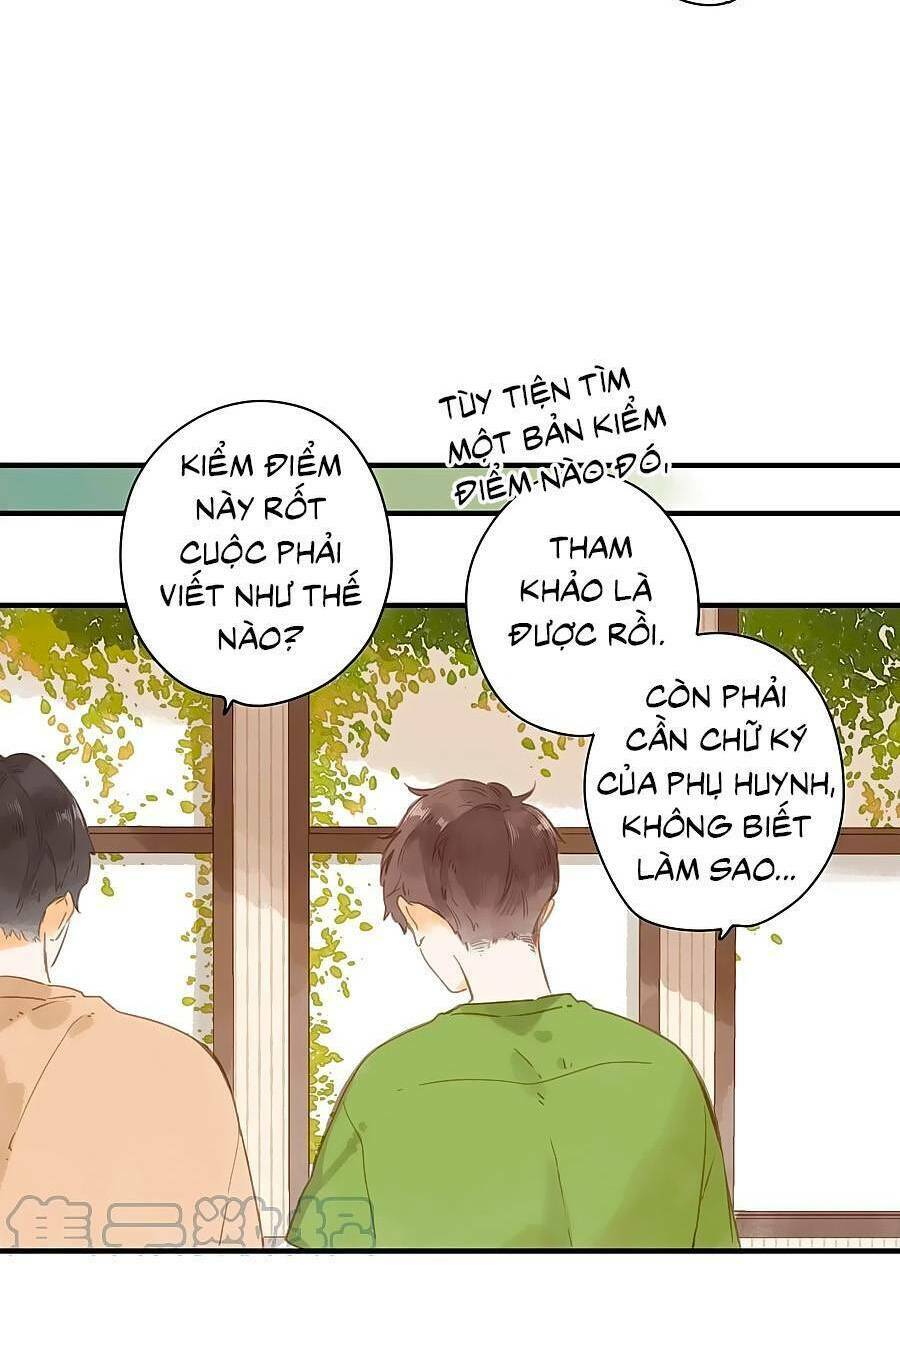 KIỂM ĐIỂM
NÀY RỐT
CUỘC PHẢI
VIẾT NHƯ THẾ
NÀO?
TÙY TIỆN TÌM
MỘT BẢN KIỂM
ĐIỂM NÀO ĐÓ,
THAM
KHẢO LÀ
ĐƯỢC RỒI.
CÒN PHẢI
CẦN CHỮ KÝ
CỦA PHỤ HUYNH,
KHÔNG BIẾT
LÀM SAO...